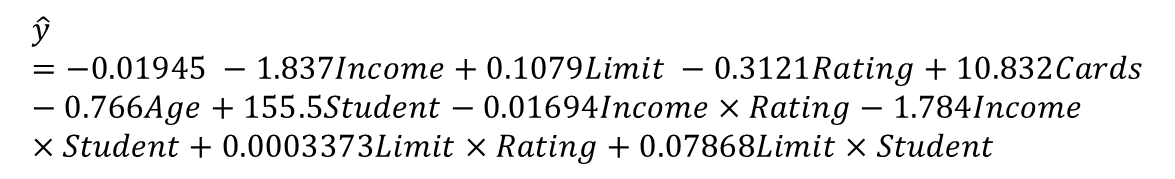 ŷ
= −0.01945 − 1.837Income + 0.1079Limit − 0.3121Rating + 10.832Cards
− 0.766Age + 155.5Student − 0.01694Income × Rating − 1.784Income
× Student + 0.0003373Limit × Rating + 0.07868Limit × Student